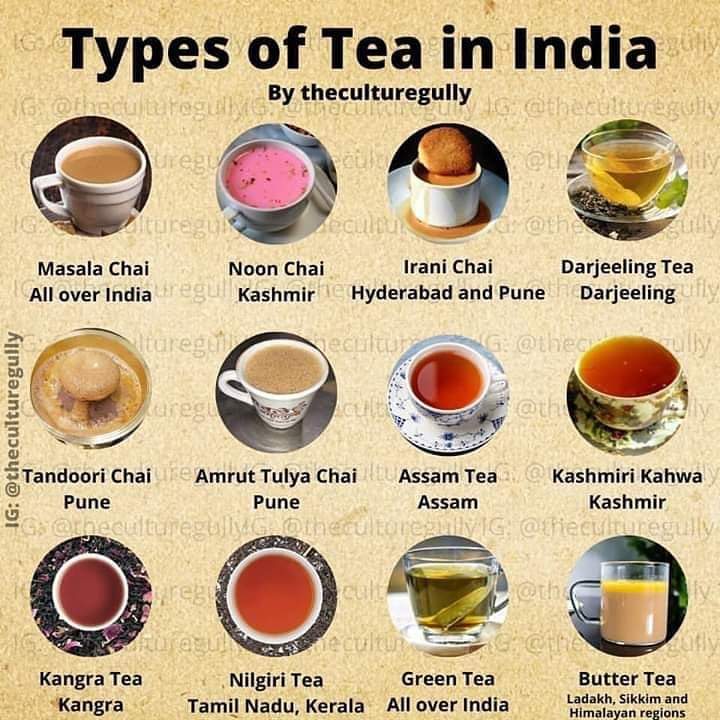 Types of Tea in India
By theculturegully
Masala Chai
All over India
Noon Chai
Kashmir
Irani Chai
Hyderabad and Pune
Darjeeling Tea
Darjeeling
Tandoori Chai
Pune
Amrut Tulya Chai
Pune
Assam Tea
Assam
Kashmiri Kahwa
Kashmir
Kangra Tea
Kangra
Nilgiri Tea
Tamil Nadu, Kerala
Green Tea
All over India
Butter Tea
Ladakh, Sikkim and
Himalayan regions
IG: @theculturegully